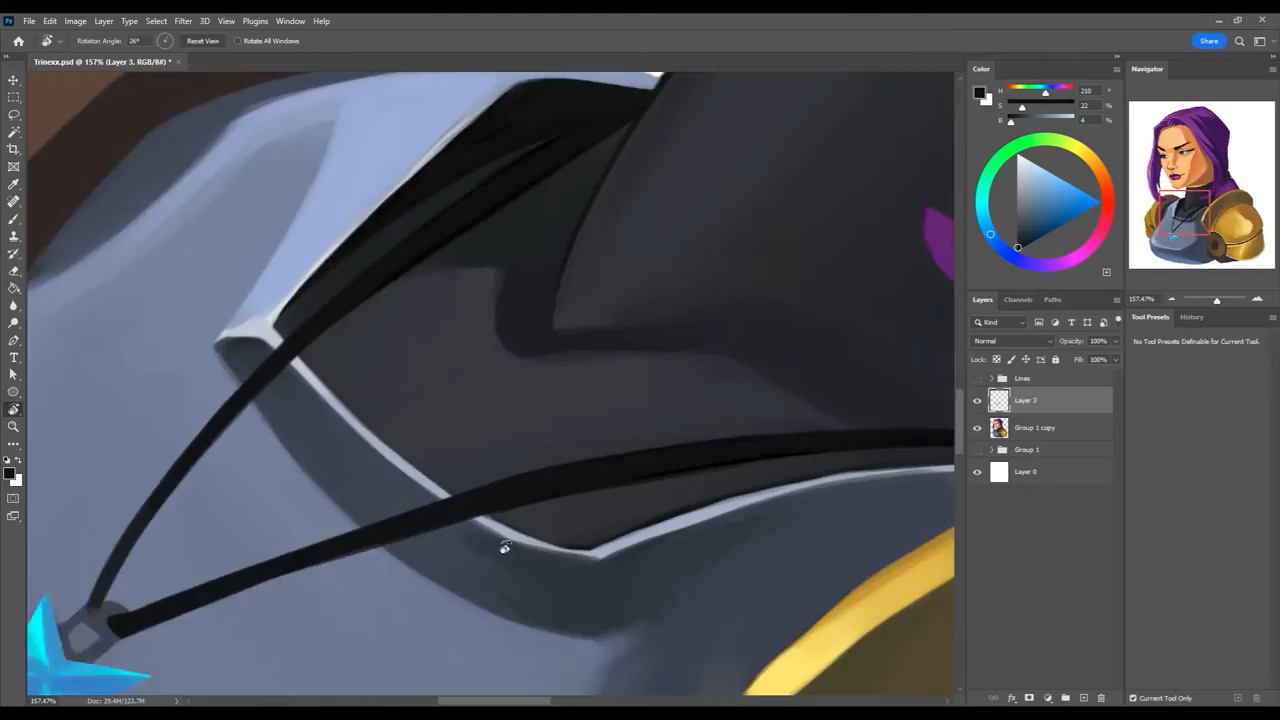 Ps File Edit Image Layer Type Select Filter 3D View Plugins Window Help
Rotation Angle: 26° Reset View Rotate All Windows Share
Trinexx.psd @ 157% (Layer 3, RGB/8#) * ×
Color Navigator
H 210 °
S 22 %
B 4 %
157.47%
Layers Channels Paths
Tool Presets History
Kind
Normal Opacity: 100%
No Tool Presets Definable for Current Tool.
Lock: Fill: 100%
Lines
Layer 3
Group 1 copy
Group 1
Layer 0
157.47% Doc: 29.4M/123.7M
fx
Current Tool Only